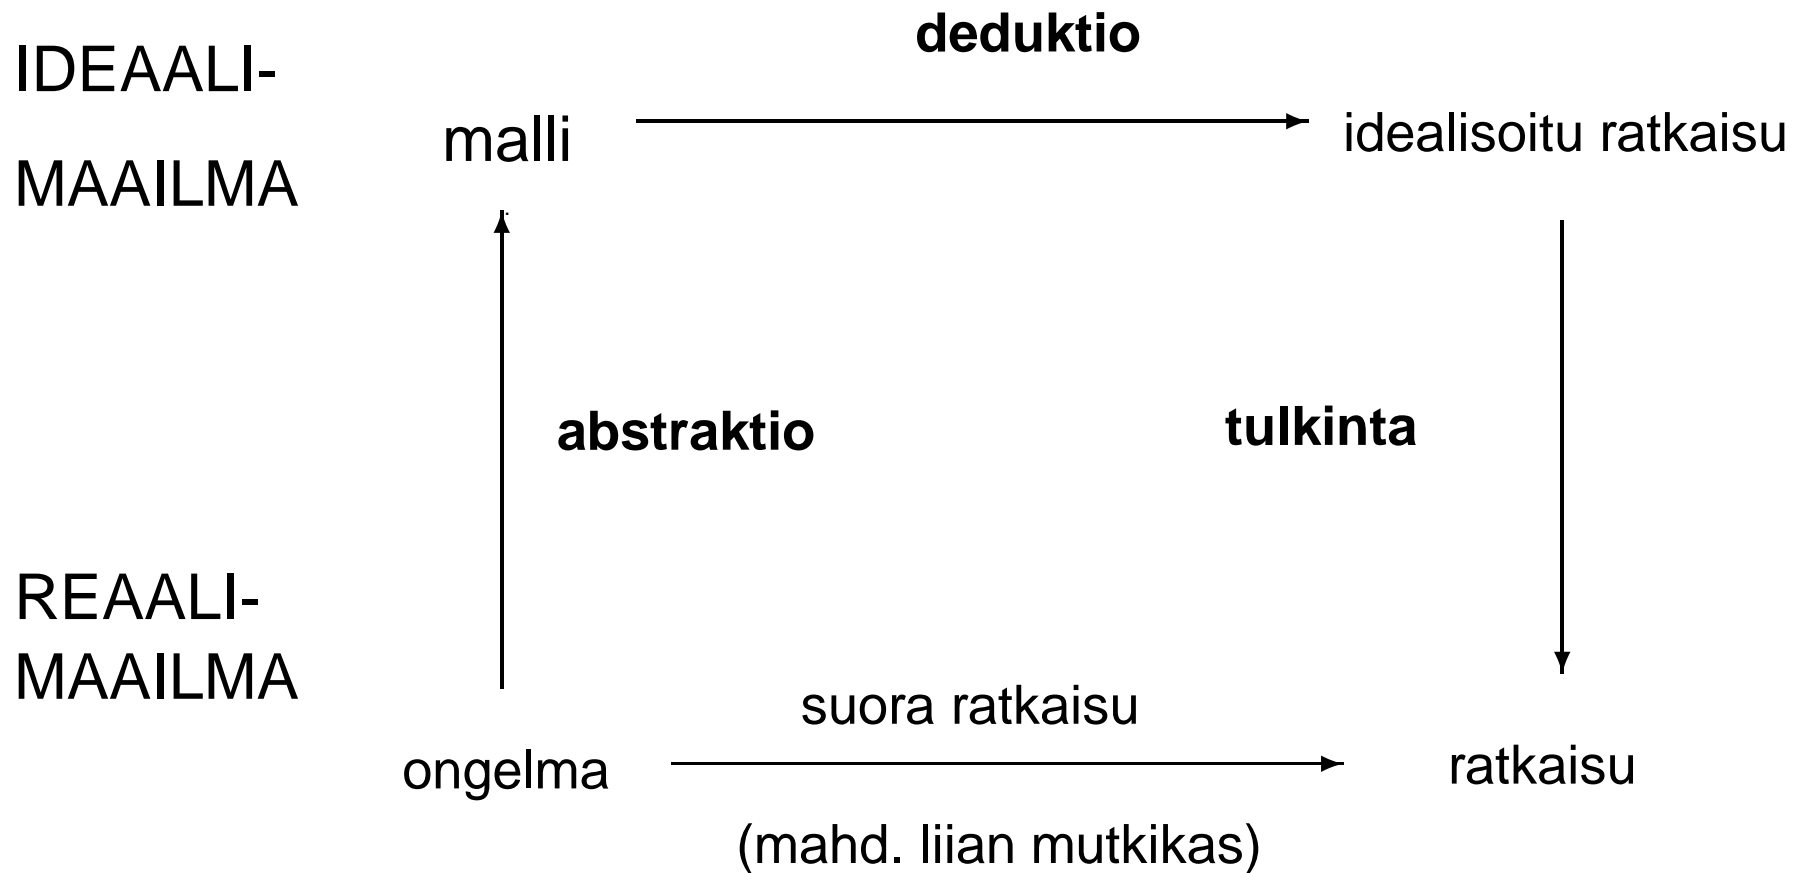 deduktio
IDEAALI-
MAAILMA
malli
idealisoitu ratkaisu
abstraktio
tulkinta
REAALI-
MAAILMA
suora ratkaisu
ongelma
ratkaisu
(mahd. liian mutkikas)